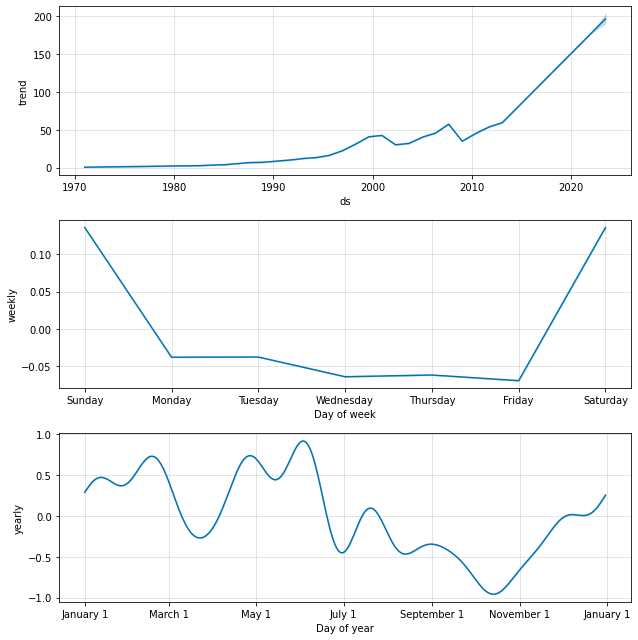 200
150
100
50
0
trend
1970 1980 1990 2000 2010 2020
ds
0.10
0.05
0.00
−0.05
weekly
Sunday Monday Tuesday Wednesday Thursday Friday Saturday
Day of week
1.0
0.5
0.0
−0.5
−1.0
yearly
January 1 March 1 May 1 July 1 September 1 November 1 January 1
Day of year